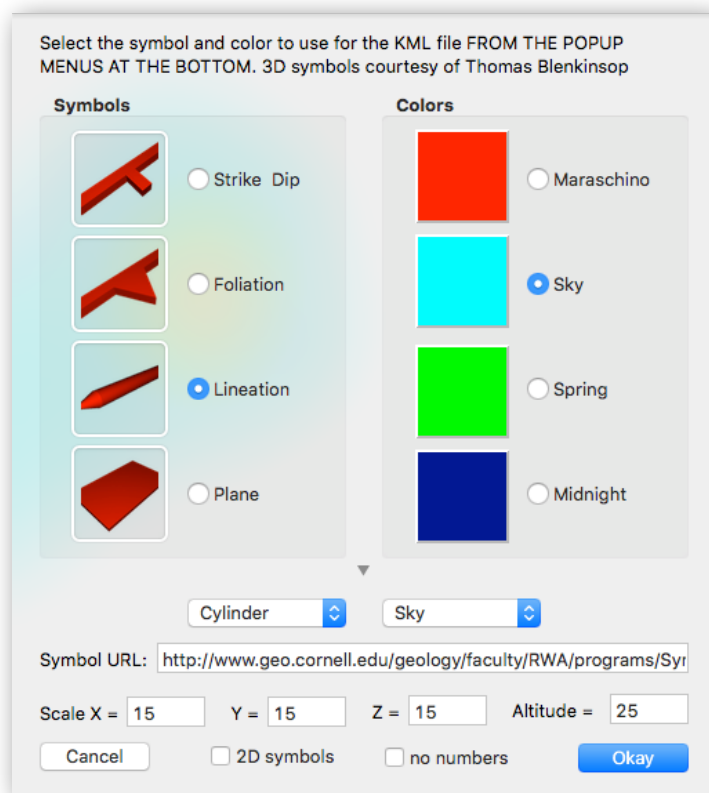 Select the symbol and color to use for the KML file FROM THE POPUP
MENUS AT THE BOTTOM. 3D symbols courtesy of Thomas Blenkinsop
Symbols
Strike  Dip
Foliation
Lineation
Plane
Colors
Maraschino
Sky
Spring
Midnight
Cylinder
Sky
Symbol URL: http://www.geo.cornell.edu/geology/faculty/RWA/programs/Syr
Scale X = 15 Y = 15 Z = 15 Altitude = 25
Cancel 2D symbols no numbers Okay